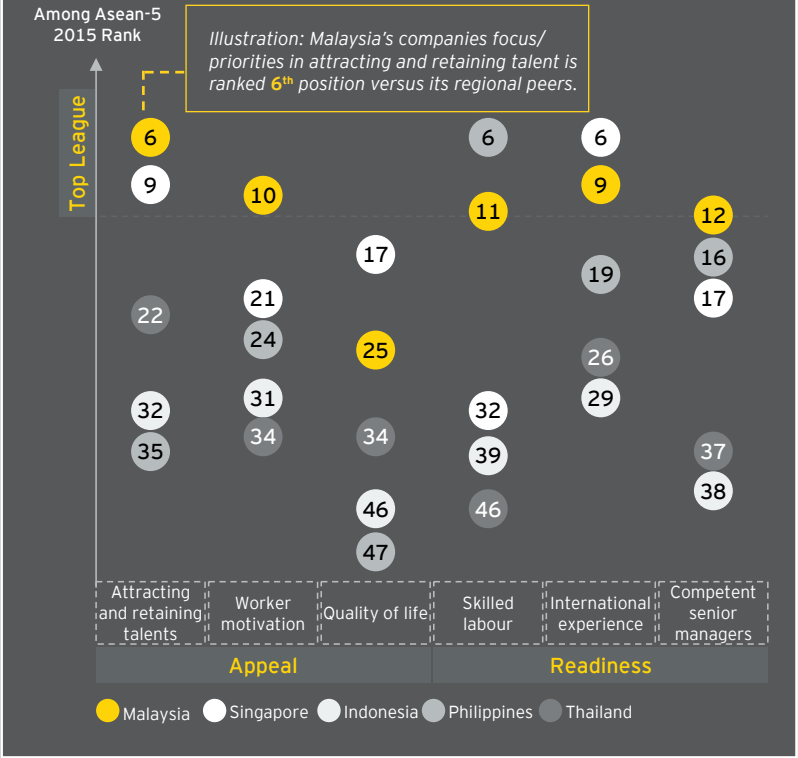 Among Asean-5
2015 Rank
Illustration: Malaysia's companies focus/
priorities in attracting and retaining talent is
ranked 6th position versus its regional peers.
Top League
6
6
6
9
9
10
11
12
16
17
17
19
21
22
24
25
26
29
31
32
32
34
34
35
37
38
39
46
46
47
Attracting
and retaining
talents
Worker
motivation
Quality of life
Skilled
labour
International
experience
Competent
senior
managers
Appeal
Readiness
Malaysia
Singapore
Indonesia
Philippines
Thailand